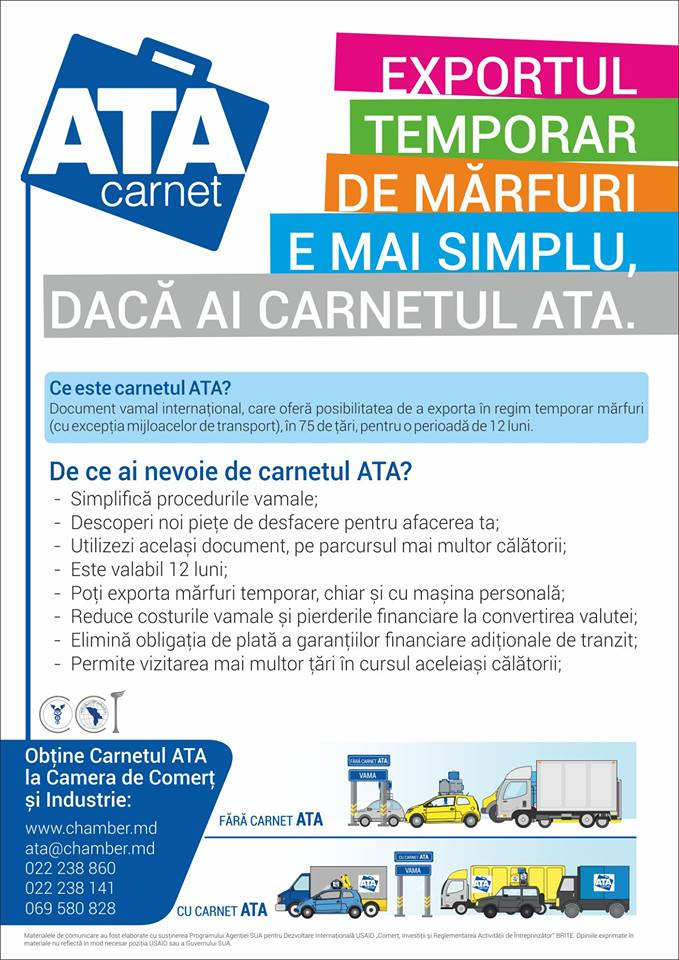 ATA
carnet
EXPORTUL
TEMPORAR
DE MĂRFURI
E MAI SIMPLU,
DACĂ AI CARNETUL ATA.
Ce este carnetul ATA?
Document vamal internațional, care oferă posibilitatea de a exporta în regim temporar mărfuri
(cu excepția mijloacelor de transport), în 75 de țări, pentru o perioadă de 12 luni.
De ce ai nevoie de carnetul ATA?
- Simplifică procedurile vamale;
- Descoperi noi piețe de desfacere pentru afacerea ta;
- Utilizezi același document, pe parcursul mai multor călătorii;
- Este valabil 12 luni;
- Poți exporta mărfuri temporar, chiar și cu mașina personală;
- Reduce costurile vamale și pierderile financiare la convertirea valutei;
- Elimină obligația de plată a garanțiilor financiare adiționale de tranzit;
- Permite vizitarea mai multor țări în cursul aceleiași călătorii;
CCI
Obține Carnetul ATA
la Camera de Comerț
și Industrie:
www.chamber.md
ata@chamber.md
022 238 860
022 238 141
069 580 828
FĂRĂ CARNET ATA
VAMA
FĂRĂ CARNET ATA
CU CARNET ATA
VAMA
ATA
ATA
ATA
CU CARNET ATA
Materialele de comunicare au fost elaborate cu susținerea Programului Agenției SUA pentru Dezvoltare Internațională USAID „Comerț, Investiții și Reglementarea Activității de Întreprinzător” BRITE. Opiniile exprimate în
materiale nu reflectă în mod necesar poziția USAID sau a Guvernului SUA.